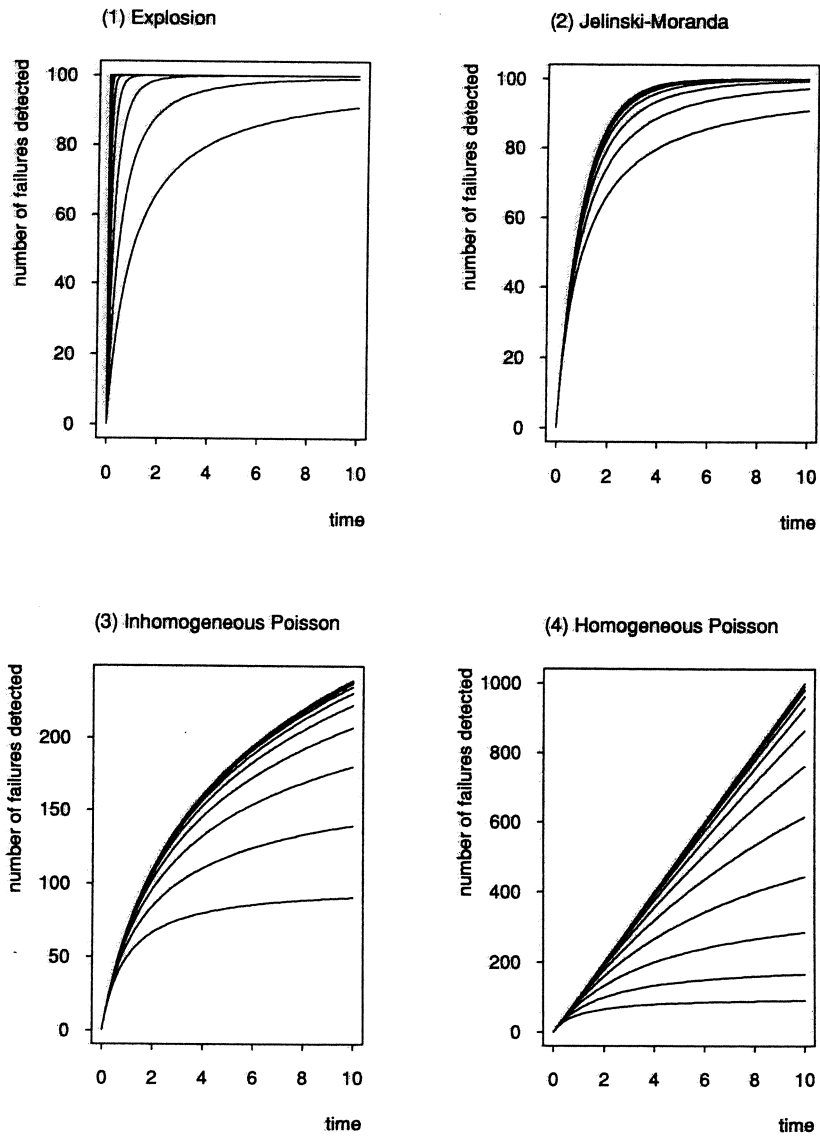 (1) Explosion
number of failures detected
100
80
60
40
20
0
0 2 4 6 8 10
time
(2) Jelinski-Moranda
number of failures detected
100
80
60
40
20
0
0 2 4 6 8 10
time
(3) Inhomogeneous Poisson
number of failures detected
200
150
100
50
0
0 2 4 6 8 10
time
(4) Homogeneous Poisson
number of failures detected
1000
800
600
400
200
0
0 2 4 6 8 10
time